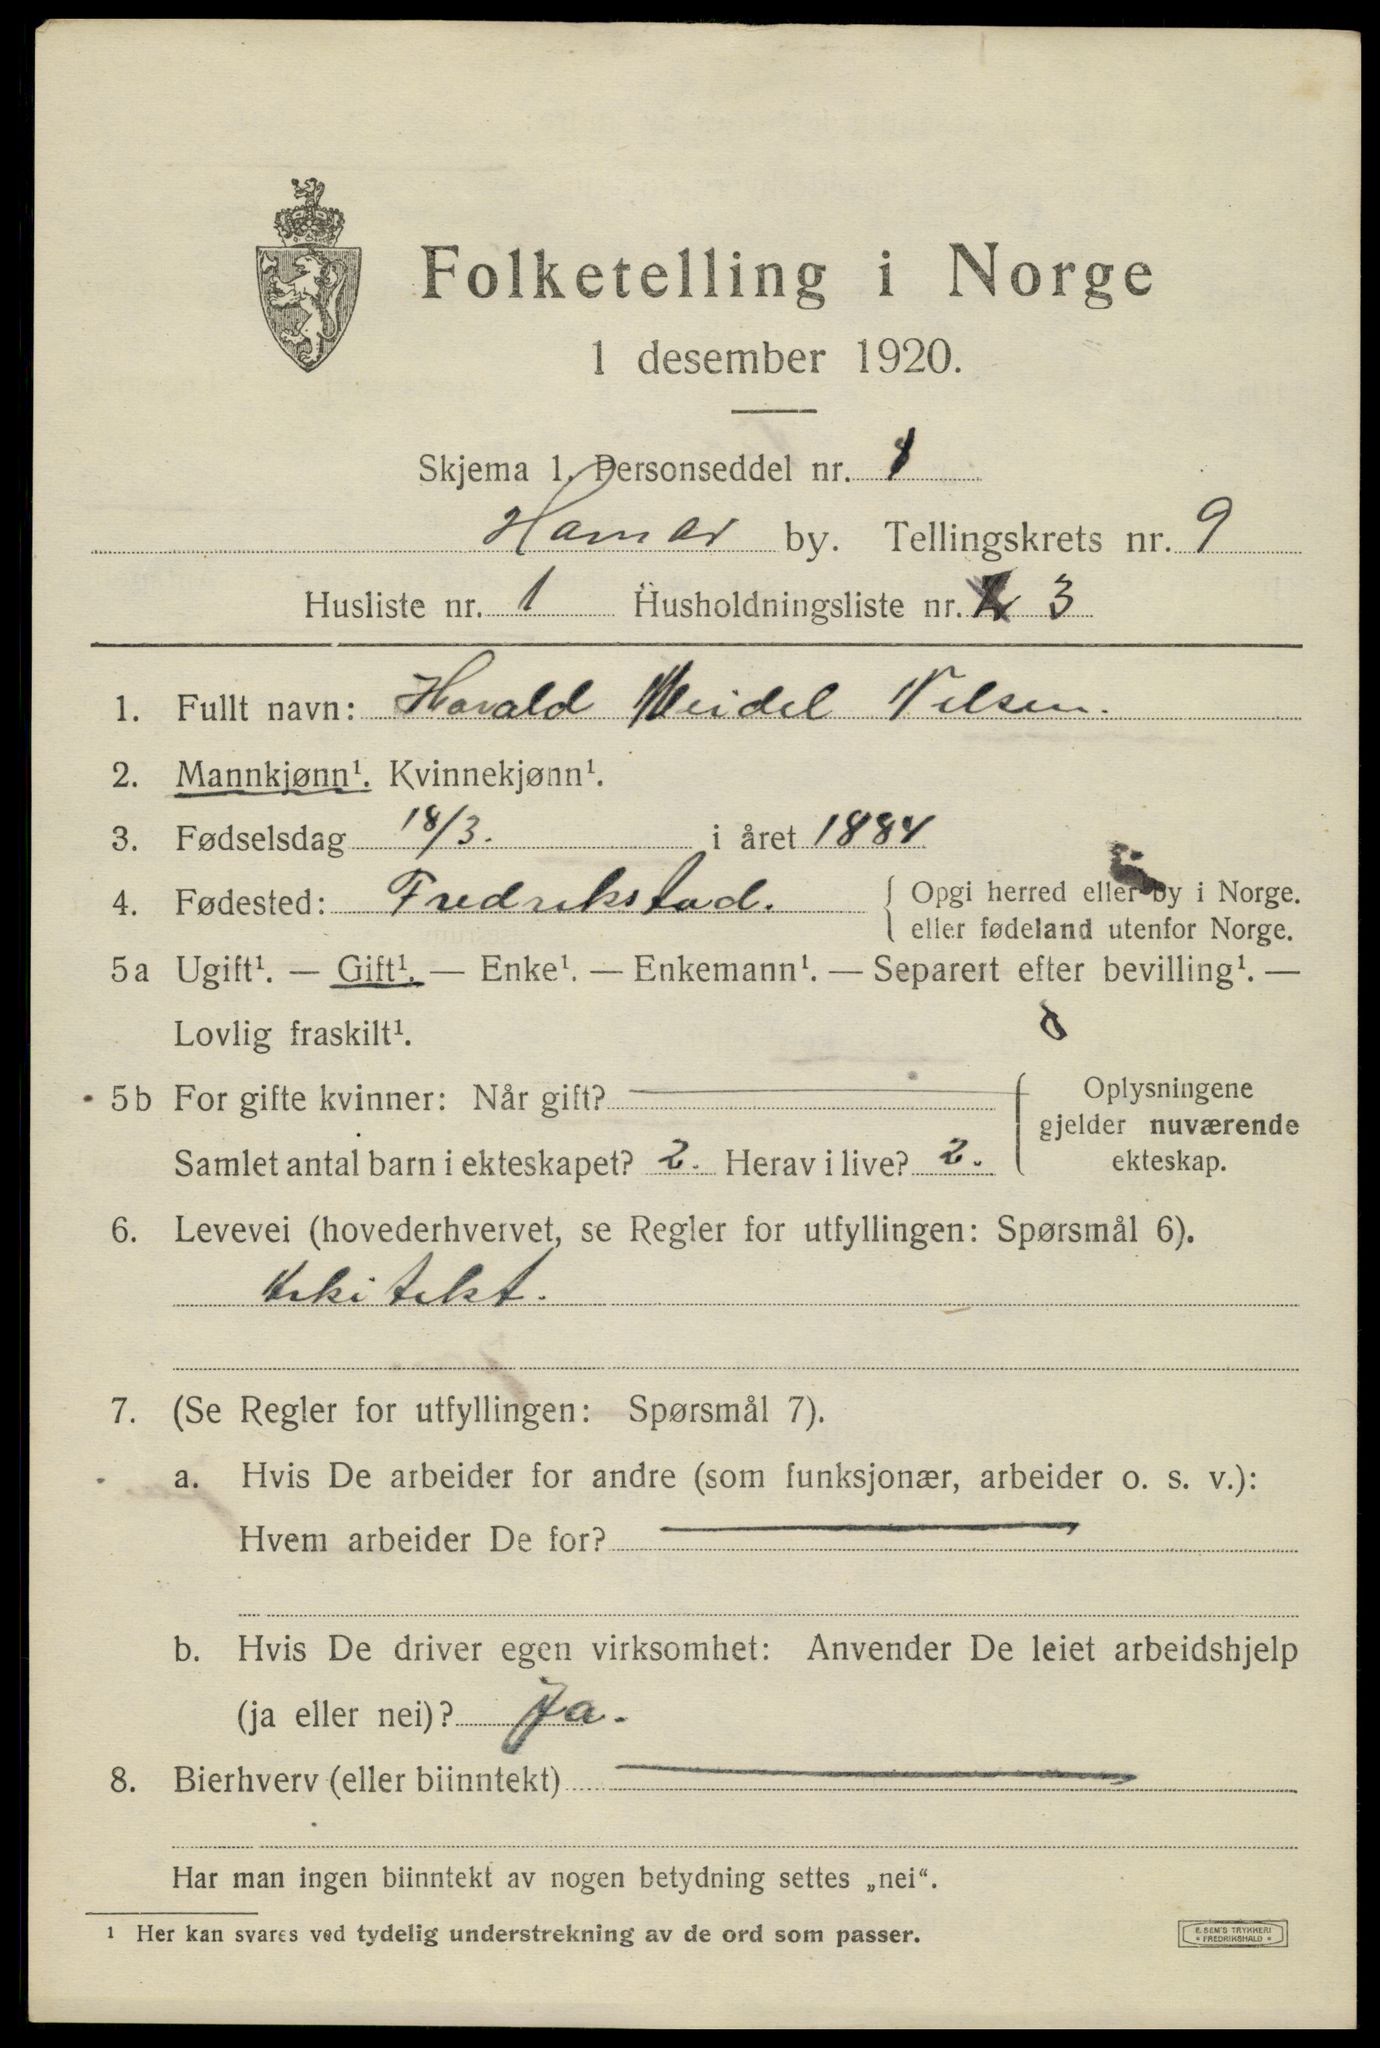 Folketelling i Norge
1 desember 1920.
Skjema 1. Personseddel nr. 1
Hamar by. Tellingskrets nr. 9
Husliste nr. 1 Husholdningsliste nr. 3
1. Fullt navn: Harald Meidel Nilsen.
2. Mannkjønn¹. Kvinnekjønn¹.
3. Fødselsdag 18/3. i året 1884
4. Fødested: Fredrikstad. { Opgi herred eller by i Norge.
eller fødeland utenfor Norge.
5a Ugift¹. — Gift¹. — Enke¹. — Enkemann¹. — Separert efter bevilling¹. —
Lovlig fraskilt¹.
5b For gifte kvinner: Når gift? Oplysningene
gjelder nuværende
Samlet antal barn i ekteskapet? 2. Herav i live? 2. ekteskap.
6. Levevei (hovederhvervet, se Regler for utfyllingen: Spørsmål 6).
Arkitekt.
7. (Se Regler for utfyllingen: Spørsmål 7).
a. Hvis De arbeider for andre (som funksjonær, arbeider o. s. v.):
Hvem arbeider De for?
b. Hvis De driver egen virksomhet: Anvender De leiet arbeidshjelp
(ja eller nei)? Ja.
8. Bierhverv (eller biinntekt)
Har man ingen biinntekt av nogen betydning settes „nei“.
¹ Her kan svares ved tydelig understrekning av de ord som passer.
E. SEM'S TRYKKERI
* FREDRIKSHALD *